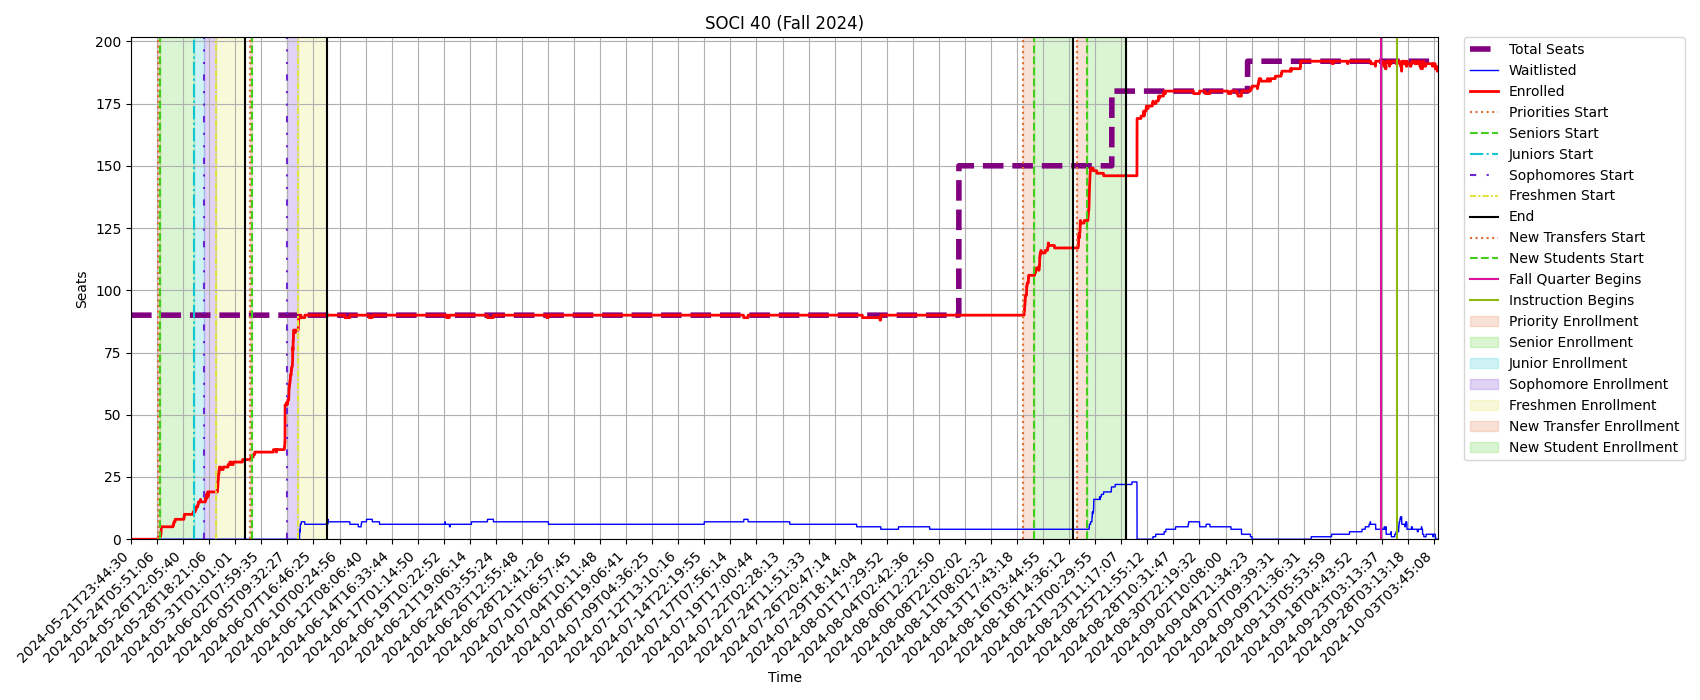 SOCI 40 (Fall 2024)
200
175
150
125
100
75
50
25
0
Seats
2024-05-21T23:44:30
2024-05-24T05:51:06
2024-05-26T12:05:40
2024-05-28T18:21:06
2024-05-31T01:01:01
2024-06-02T07:59:35
2024-06-05T09:32:27
2024-06-07T16:46:25
2024-06-10T00:24:56
2024-06-12T08:06:40
2024-06-14T16:33:44
2024-06-17T01:14:50
2024-06-19T10:22:52
2024-06-21T19:06:14
2024-06-24T03:55:24
2024-06-26T12:55:48
2024-06-28T21:41:26
2024-07-01T06:57:45
2024-07-04T10:11:48
2024-07-06T19:06:41
2024-07-09T04:36:25
2024-07-12T13:10:16
2024-07-14T22:19:55
2024-07-17T07:56:14
2024-07-19T17:00:44
2024-07-22T02:28:13
2024-07-24T11:51:33
2024-07-26T20:47:14
2024-07-29T18:14:04
2024-08-01T17:29:52
2024-08-04T02:42:36
2024-08-06T12:22:50
2024-08-08T22:02:02
2024-08-11T08:02:32
2024-08-13T17:43:18
2024-08-16T03:44:55
2024-08-18T14:36:12
2024-08-21T00:29:55
2024-08-23T11:17:07
2024-08-25T21:55:12
2024-08-28T10:31:47
2024-08-30T22:19:32
2024-09-02T10:08:00
2024-09-04T21:34:23
2024-09-07T09:39:31
2024-09-09T21:36:31
2024-09-13T05:53:59
2024-09-18T04:43:52
2024-09-23T03:13:37
2024-09-28T03:13:18
2024-10-03T03:45:08
Time
Total Seats
Waitlisted
Enrolled
Priorities Start
Seniors Start
Juniors Start
Sophomores Start
Freshmen Start
End
New Transfers Start
New Students Start
Fall Quarter Begins
Instruction Begins
Priority Enrollment
Senior Enrollment
Junior Enrollment
Sophomore Enrollment
Freshmen Enrollment
New Transfer Enrollment
New Student Enrollment